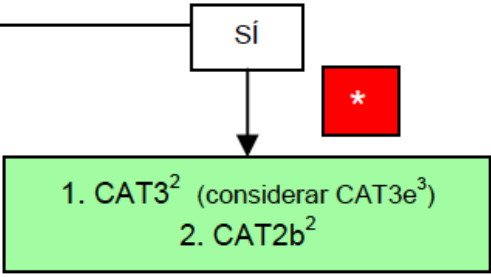 SÍ
*
1. CAT3² (considerar CAT3e³)
2. CAT2b²